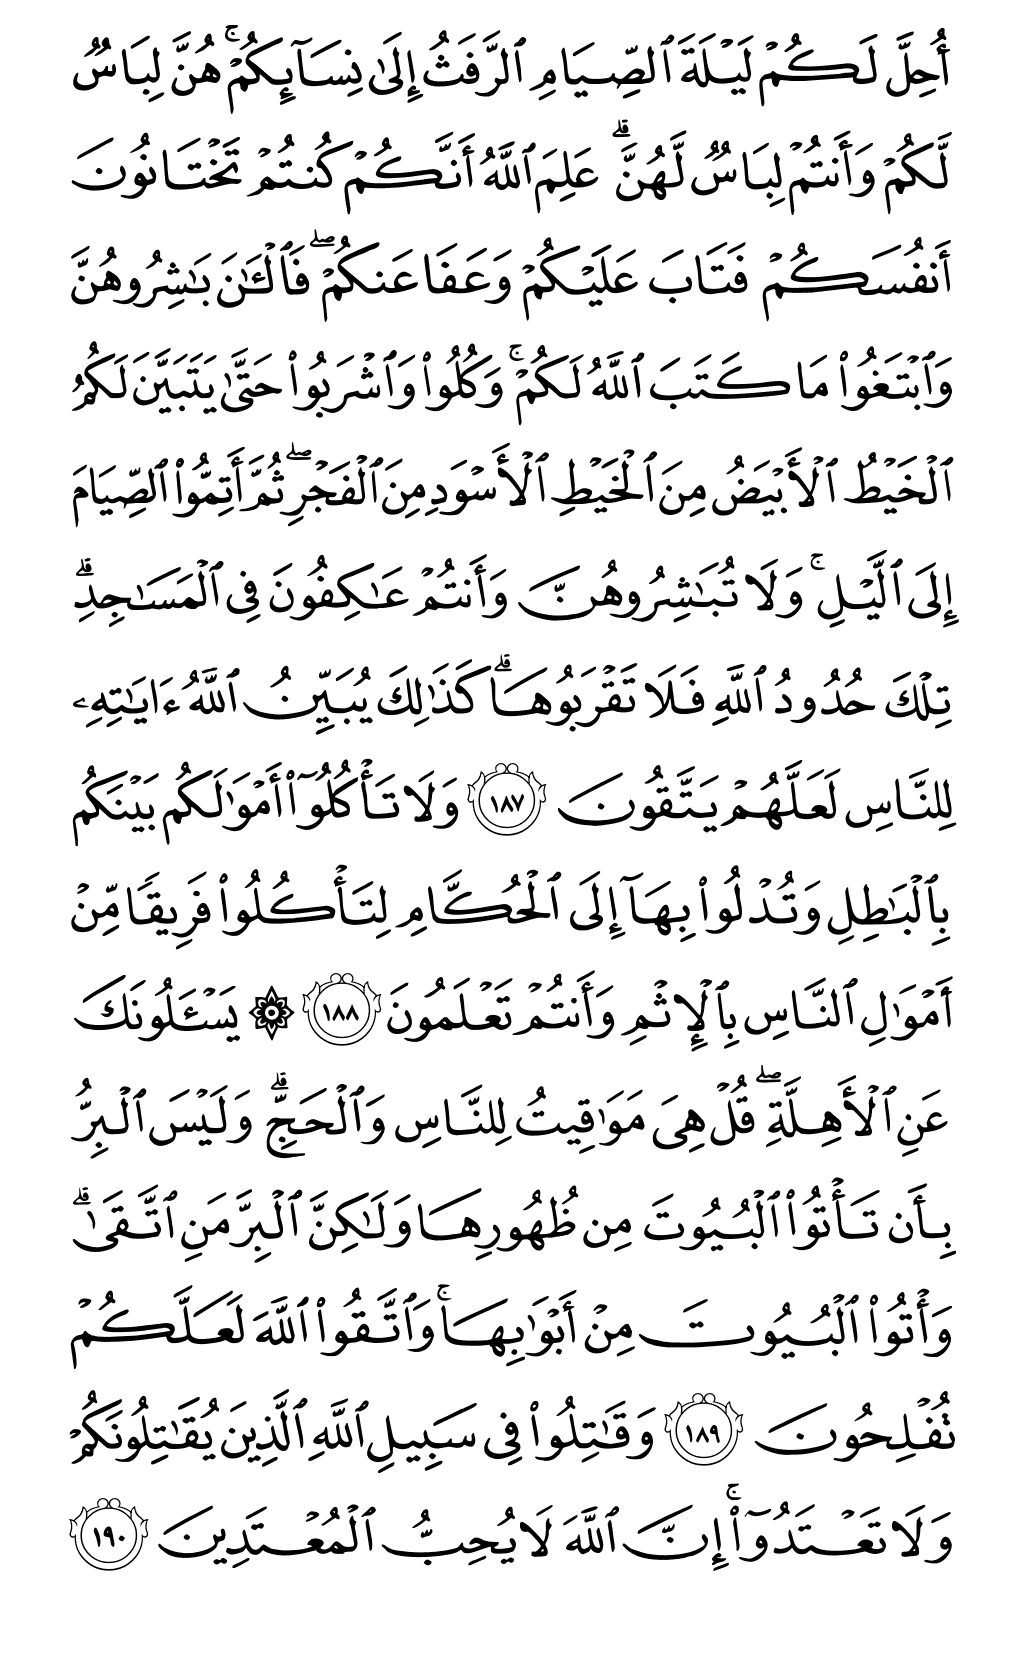 أُحِلَّ لَكُمۡ لَيۡلَةَ ٱلصِّيَامِ ٱلرَّفَثُ إِلَىٰ نِسَآئِكُمۡۚ هُنَّ لِبَاسٞ
لَّكُمۡ وَأَنتُمۡ لِبَاسٞ لَّهُنَّۗ عَلِمَ ٱللَّهُ أَنَّكُمۡ كُنتُمۡ تَخۡتَانُونَ
أَنفُسَكُمۡ فَتَابَ عَلَيۡكُمۡ وَعَفَا عَنكُمۡۖ فَٱلۡـَٰٔنَ بَٰشِرُوهُنَّ
وَٱبۡتَغُواْ مَا كَتَبَ ٱللَّهُ لَكُمۡۚ وَكُلُواْ وَٱشۡرَبُواْ حَتَّىٰ يَتَبَيَّنَ لَكُمُ
ٱلۡخَيۡطُ ٱلۡأَبۡيَضُ مِنَ ٱلۡخَيۡطِ ٱلۡأَسۡوَدِ مِنَ ٱلۡفَجۡرِۖ ثُمَّ أَتِمُّواْ ٱلصِّيَامَ
إِلَى ٱلَّيۡلِۚ وَلَا تُبَٰشِرُوهُنَّ وَأَنتُمۡ عَٰكِفُونَ فِي ٱلۡمَسَٰجِدِۗ
تِلۡكَ حُدُودُ ٱللَّهِ فَلَا تَقۡرَبُوهَاۗ كَذَٰلِكَ يُبَيِّنُ ٱللَّهُ ءَايَٰتِهِۦ
لِلنَّاسِ لَعَلَّهُمۡ يَتَّقُونَ ١٨٧ وَلَا تَأۡكُلُوٓاْ أَمۡوَٰلَكُم بَيۡنَكُم
بِٱلۡبَٰطِلِ وَتُدۡلُواْ بِهَآ إِلَى ٱلۡحُكَّامِ لِتَأۡكُلُواْ فَرِيقٗا مِّنۡ
أَمۡوَٰلِ ٱلنَّاسِ بِٱلۡإِثۡمِ وَأَنتُمۡ تَعۡلَمُونَ ١٨٨ ۞ يَسۡـَٔلُونَكَ
عَنِ ٱلۡأَهِلَّةِۖ قُلۡ هِيَ مَوَٰقِيتُ لِلنَّاسِ وَٱلۡحَجِّۗ وَلَيۡسَ ٱلۡبِرُّ
بِأَن تَأۡتُواْ ٱلۡبُيُوتَ مِن ظُهُورِهَا وَلَٰكِنَّ ٱلۡبِرَّ مَنِ ٱتَّقَىٰۗ
وَأۡتُواْ ٱلۡبُيُوتَ مِنۡ أَبۡوَٰبِهَاۚ وَٱتَّقُواْ ٱللَّهَ لَعَلَّكُمۡ
تُفۡلِحُونَ ١٨٩ وَقَٰتِلُواْ فِي سَبِيلِ ٱللَّهِ ٱلَّذِينَ يُقَٰتِلُونَكُمۡ
وَلَا تَعۡتَدُوٓاْۚ إِنَّ ٱللَّهَ لَا يُحِبُّ ٱلۡمُعۡتَدِينَ ١٩٠